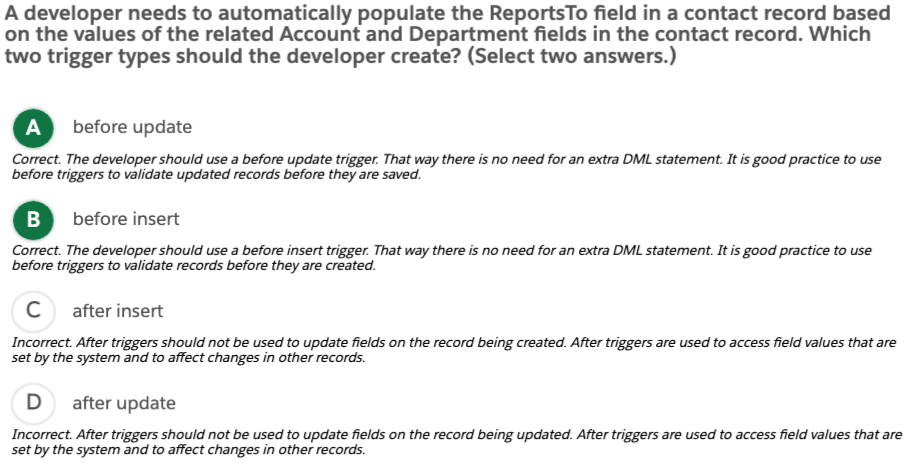 A developer needs to automatically populate the ReportsTo field in a contact record based
on the values of the related Account and Department fields in the contact record. Which
two trigger types should the developer create? (Select two answers.)
A before update
Correct. The developer should use a before update trigger. That way there is no need for an extra DML statement. It is good practice to use
before triggers to validate updated records before they are saved.
B before insert
Correct. The developer should use a before insert trigger. That way there is no need for an extra DML statement. It is good practice to use
before triggers to validate records before they are created.
C after insert
Incorrect. After triggers should not be used to update fields on the record being created. After triggers are used to access field values that are
set by the system and to affect changes in other records.
D after update
Incorrect. After triggers should not be used to update fields on the record being updated. After triggers are used to access field values that are
set by the system and to affect changes in other records.